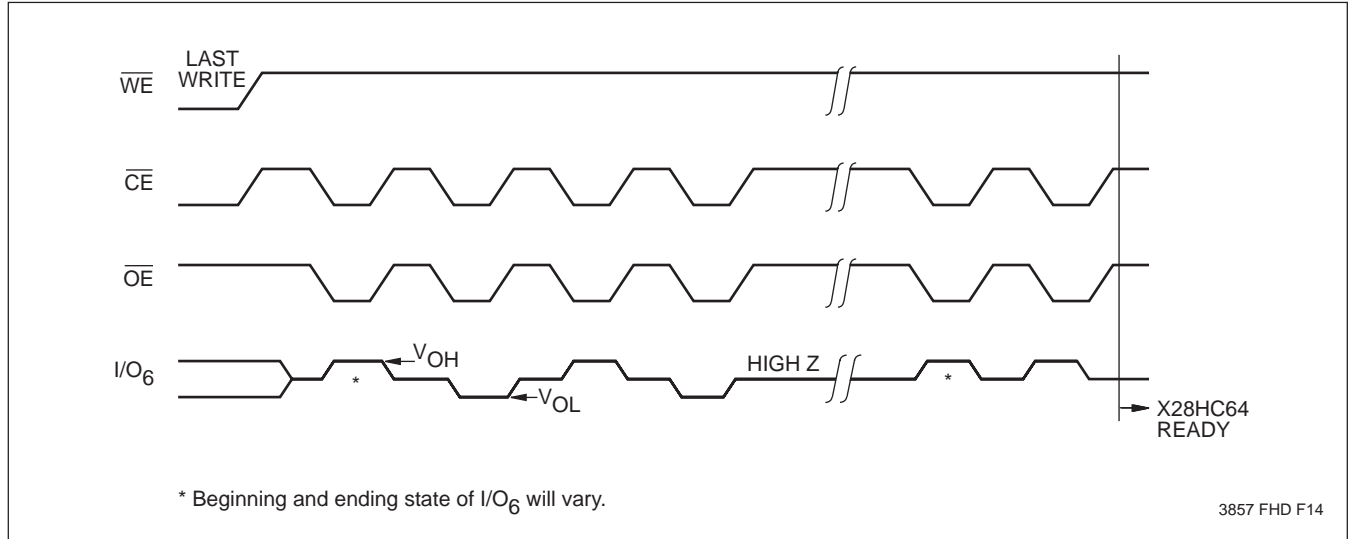 LAST
WRITE
WE
CE
OE
I/O6
VOH
*
VOL
HIGH Z
*
X28HC64
READY
* Beginning and ending state of I/O6 will vary.
3857 FHD F14